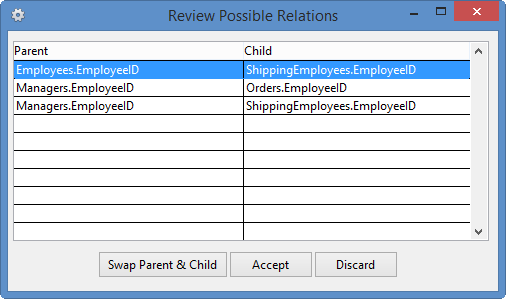 Review Possible Relations
Parent Child
Employees.EmployeeID ShippingEmployees.EmployeeID
Managers.EmployeeID Orders.EmployeeID
Managers.EmployeeID ShippingEmployees.EmployeeID
Swap Parent & Child Accept Discard